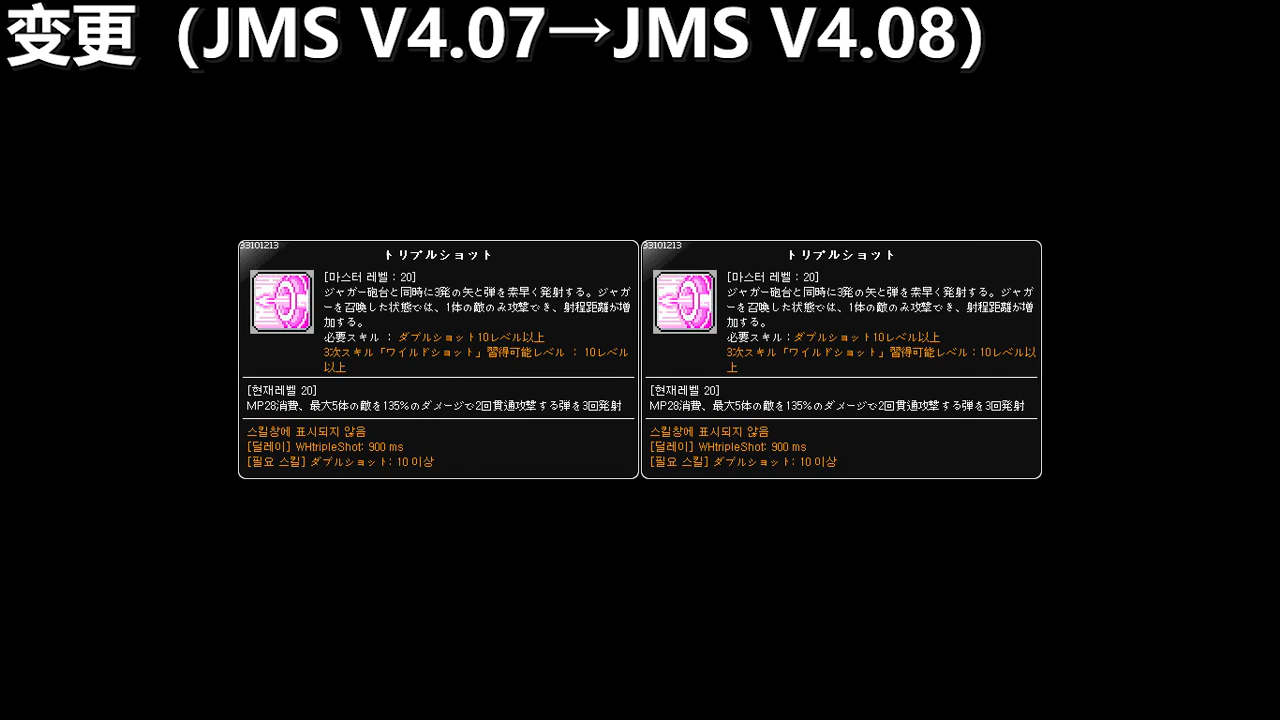 变更（JMS V4.07→JMS V4.08）
33101213
トリプルショット
[마스터 레벨 : 20]
ジャガー砲台と同時に3発の矢と弾を素早く発射する。ジャガ
ーを召喚した状態では、1体の敵のみ攻撃でき、射程距離が増
加する。
必要スキル ： ダブルショット10レベル以上
3次スキル「ワイルドショット」習得可能レベル ： 10レベル
以上
[현재레벨 20]
MP28消費、最大5体の敵を135%のダメージで2回貫通攻撃する弾を3回発射
스킬창에 표시되지 않음
[딜레이] WHtripleShot: 900 ms
[필요 스킬] ダブルショット: 10 이상
33101213
トリプルショット
[마스터 레벨 : 20]
ジャガー砲台と同時に3発の矢と弾を素早く発射する。ジャガ
ーを召喚した状態では、1体の敵のみ攻撃でき、射程距離が増
加する。
必要スキル：ダブルショット10レベル以上
3次スキル「ワイルドショット」習得可能レベル：10レベル以
上
[현재레벨 20]
MP28消費、最大5体の敵を135%のダメージで2回貫通攻撃する弾を3回発射
스킬창에 표시되지 않음
[딜레이] WHtripleShot: 900 ms
[필요 스킬] ダブルショット: 10 이상